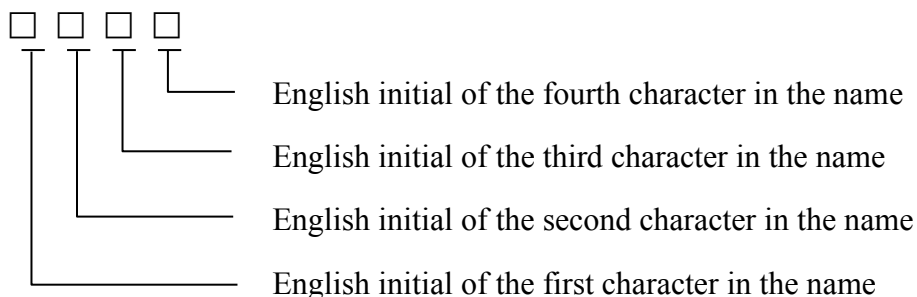 □ □ □ □
English initial of the fourth character in the name
English initial of the third character in the name
English initial of the second character in the name
English initial of the first character in the name